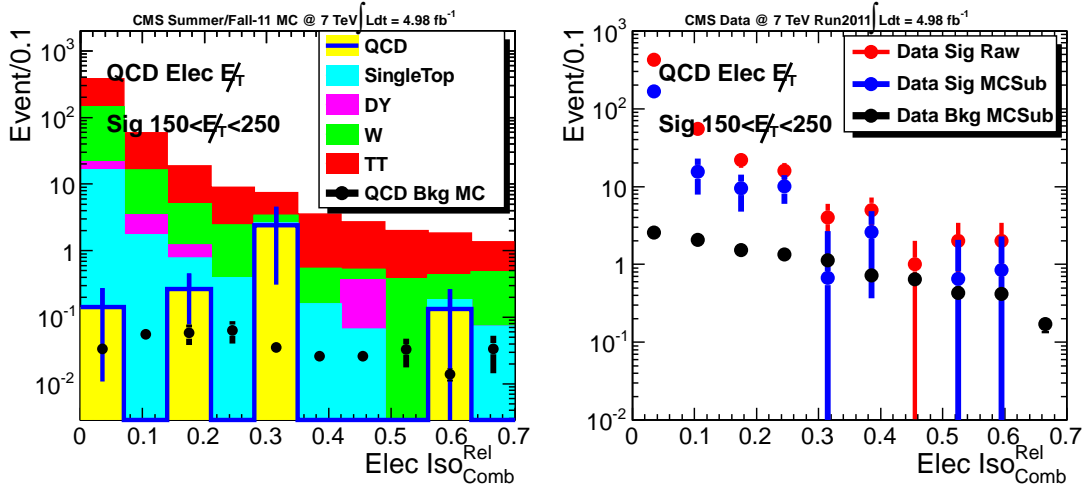 CMS Summer/Fall-11 MC @ 7 TeV ∫ Ldt = 4.98 fb⁻¹
Event/0.1
QCD Elec E̸_T
Sig 150<E̸_T<250
QCD
SingleTop
DY
W
TT
QCD Bkg MC
10³
10²
10
1
10⁻¹
10⁻²
0 0.1 0.2 0.3 0.4 0.5 0.6 0.7
Elec Iso^Rel_Comb
CMS Data @ 7 TeV Run2011 ∫ Ldt = 4.98 fb⁻¹
Event/0.1
QCD Elec E̸_T
Sig 150<E̸_T<250
Data Sig Raw
Data Sig MCSub
Data Bkg MCSub
10³
10²
10
1
10⁻¹
10⁻²
0 0.1 0.2 0.3 0.4 0.5 0.6 0.7
Elec Iso^Rel_Comb